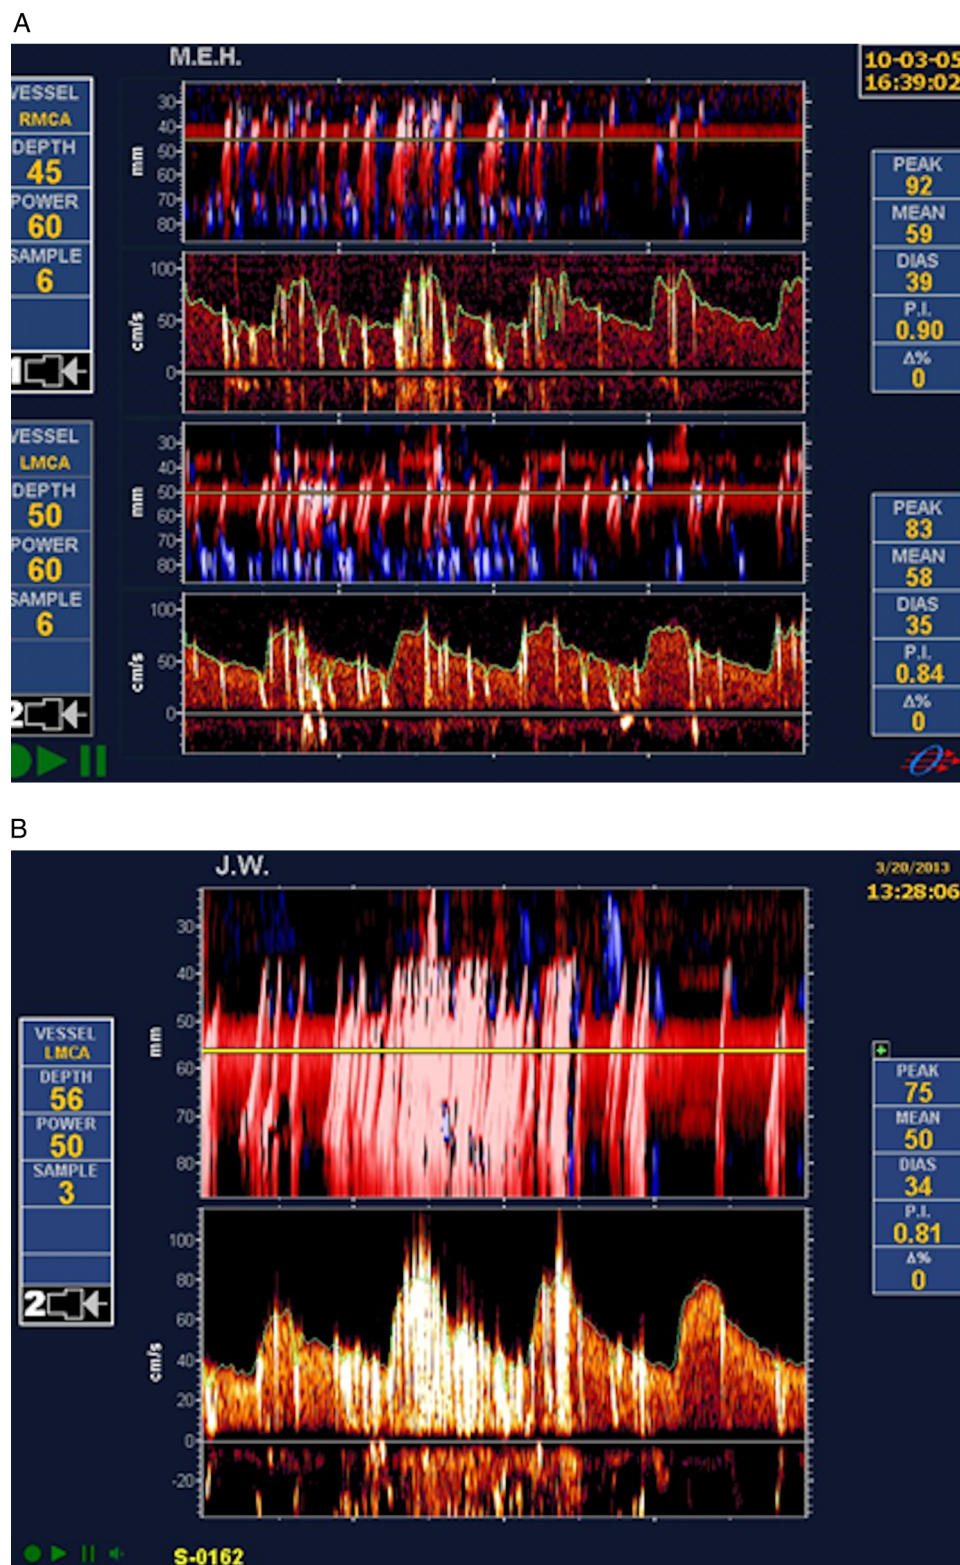 A
M.E.H.
10-03-05
16:39:02
VESSEL
RMCA
DEPTH
45
POWER
60
SAMPLE
6
1
mm
30
40
50
60
70
80
cm/s
100
50
0
PEAK
92
MEAN
59
DIAS
39
P.I.
0.90
Δ%
0
VESSEL
LMCA
DEPTH
50
POWER
60
SAMPLE
6
2
mm
30
40
50
60
70
80
cm/s
100
50
0
PEAK
83
MEAN
58
DIAS
35
P.I.
0.84
Δ%
0
B
J.W.
3/20/2013
13:28:06
VESSEL
LMCA
DEPTH
56
POWER
50
SAMPLE
3
2
mm
30
40
50
60
70
80
cm/s
100
80
60
40
20
0
-20
PEAK
75
MEAN
50
DIAS
34
P.I.
0.81
Δ%
0
S-0162